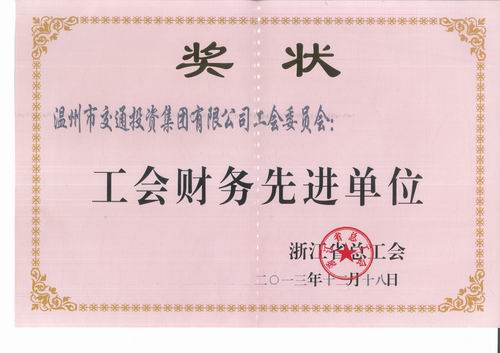 奖状
温州市交通投资集团有限公司工会委员会：
工会财务先进单位
浙江省总工会
二〇一三年十二月十八日